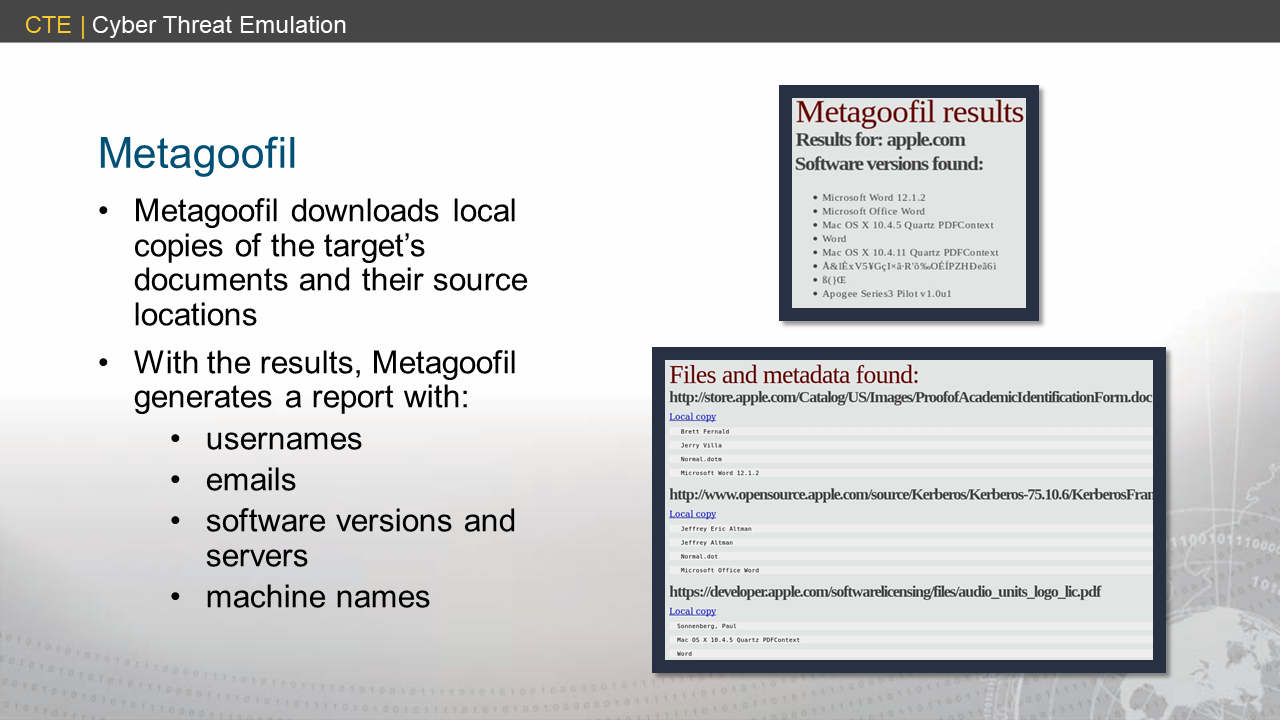 CTE | Cyber Threat Emulation
Metagoofil
• Metagoofil downloads local
copies of the target’s
documents and their source
locations
• With the results, Metagoofil
generates a report with:
• usernames
• emails
• software versions and
servers
• machine names
Metagoofil results
Results for: apple.com
Software versions found:
• Microsoft Word 12.1.2
• Microsoft Office Word
• Mac OS X 10.4.5 Quartz PDFContext
• Word
• Mac OS X 10.4.11 Quartz PDFContext
• ß(}Œ
• Apogee Series3 Pilot v1.0u1
Files and metadata found:
http://store.apple.com/Catalog/US/Images/ProofofAcademicIdentificationForm.doc
Local copy
Brett Fernald
Jerry Villa
Normal.dotm
Microsoft Word 12.1.2
http://www.opensource.apple.com/source/Kerberos/Kerberos-75.10.6/KerberosFran
Local copy
Jeffrey Eric Altman
Jeffrey Altman
Normal.dot
Microsoft Office Word
https://developer.apple.com/softwarelicensing/files/audio_units_logo_lic.pdf
Local copy
Sonnenberg, Paul
Mac OS X 10.4.5 Quartz PDFContext
Word